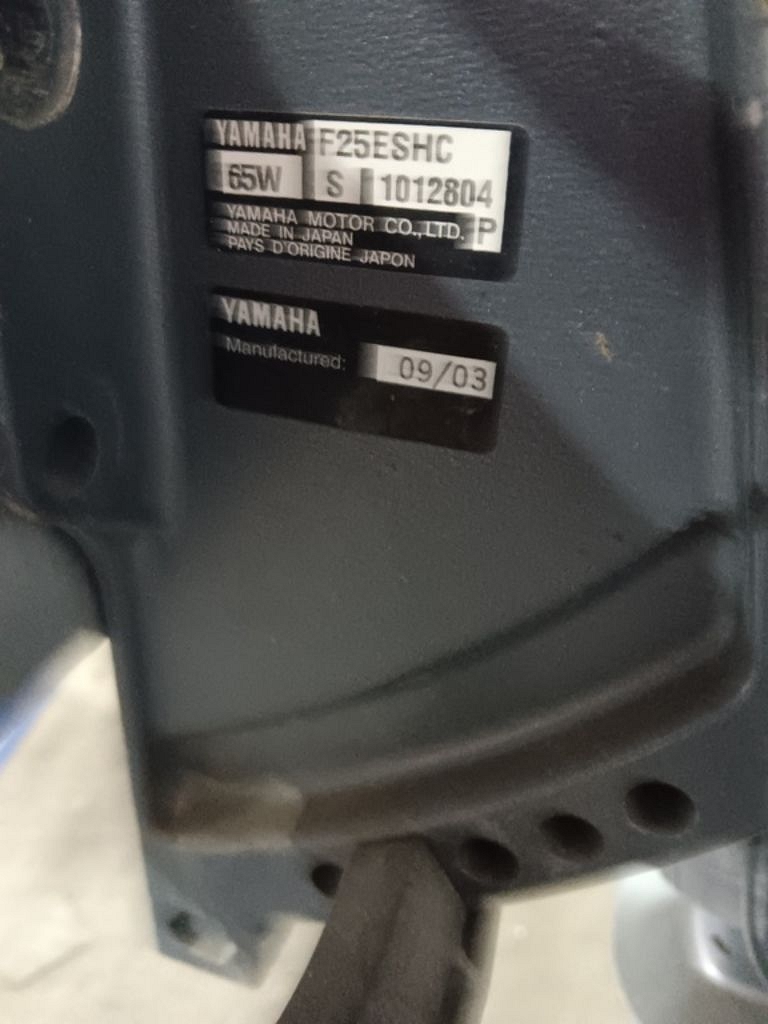 YAMAHA F25ESHC
65W S 1012804
YAMAHA MOTOR CO.,LTD. P
MADE IN JAPAN
PAYS D'ORIGINE JAPON
YAMAHA
Manufactured: 09/03